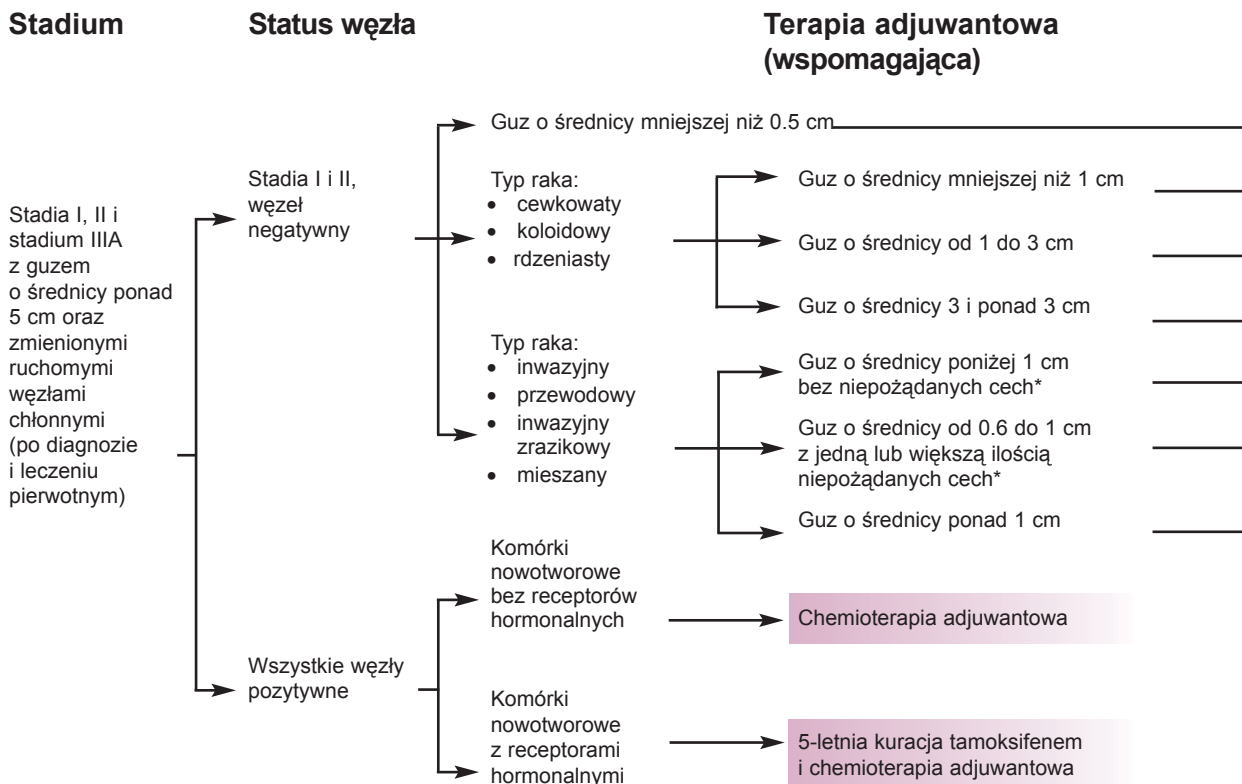 Stadium
Status węzła
Terapia adjuwantowa
(wspomagająca)
Stadia I, II i
stadium IIIA
z guzem
o średnicy ponad
5 cm oraz
zmienionymi
ruchomymi
węzłami
chłonnymi
(po diagnozie
i leczeniu
pierwotnym)
Stadia I i II,
węzeł
negatywny
Guz o średnicy mniejszej niż 0.5 cm
Typ raka:
• cewkowaty
• koloidowy
• rdzeniasty
Guz o średnicy mniejszej niż 1 cm
Guz o średnicy od 1 do 3 cm
Guz o średnicy 3 i ponad 3 cm
Typ raka:
• inwazyjny
• przewodowy
• inwazyjny
zrazikowy
• mieszany
Guz o średnicy poniżej 1 cm
bez niepożądanych cech*
Guz o średnicy od 0.6 do 1 cm
z jedną lub większą ilością
niepożądanych cech*
Guz o średnicy ponad 1 cm
Wszystkie węzły
pozytywne
Komórki
nowotworowe
bez receptorów
hormonalnych
Chemioterapia adjuwantowa
Komórki
nowotworowe
z receptorami
hormonalnymi
5-letnia kuracja tamoksifenem
i chemioterapia adjuwantowa